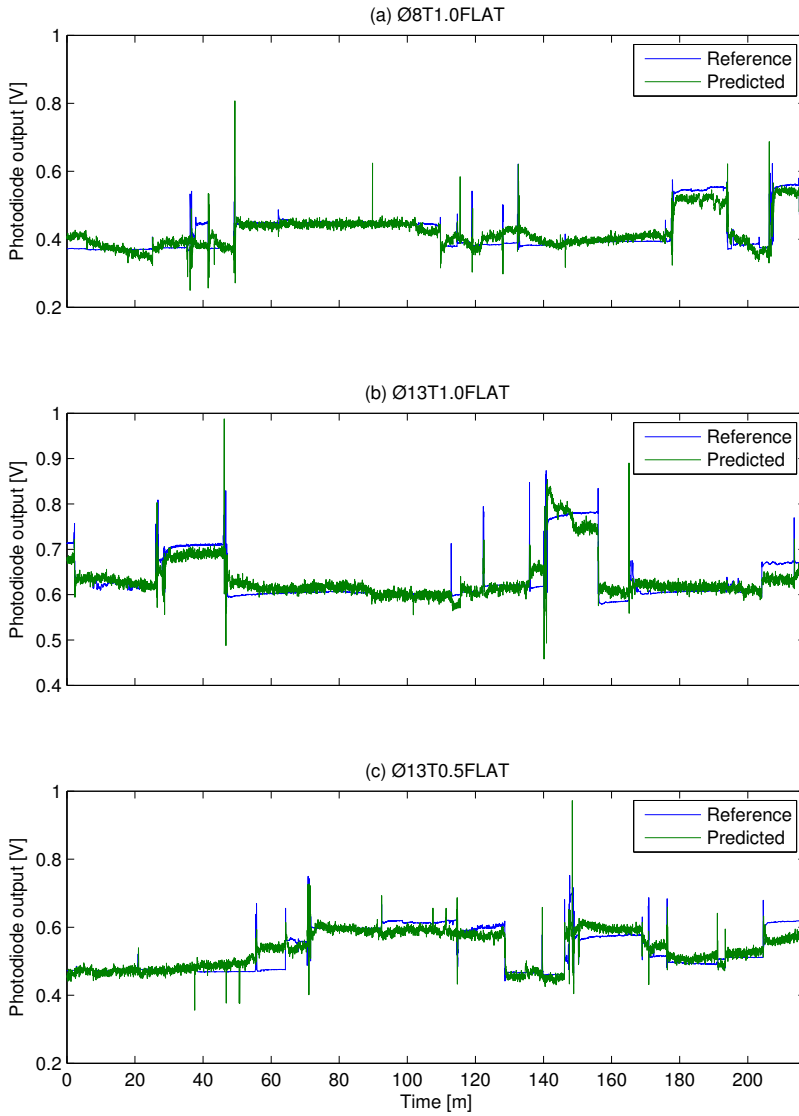 (a) Ø8T1.0FLAT
1
0.8
0.6
0.4
0.2
Photodiode output [V]
Reference
Predicted
(b) Ø13T1.0FLAT
1
0.9
0.8
0.7
0.6
0.5
0.4
Photodiode output [V]
Reference
Predicted
(c) Ø13T0.5FLAT
1
0.8
0.6
0.4
0.2
Photodiode output [V]
Reference
Predicted
0 20 40 60 80 100 120 140 160 180 200
Time [m]